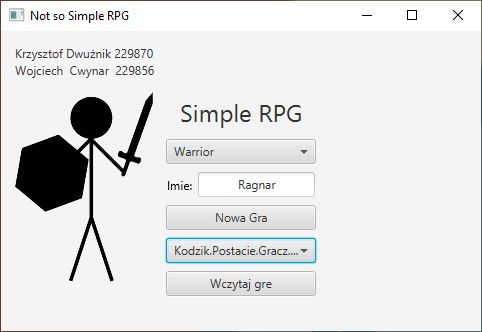 Not so Simple RPG
Krzysztof Dwużnik 229870
Wojciech Cwynar 229856
Simple RPG
Warrior
Imie: Ragnar
Nowa Gra
Kodzik.Postacie.Gracz....
Wczytaj gre